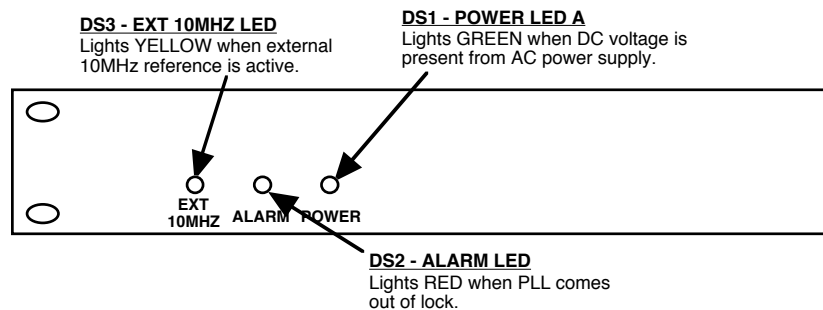 DS3 - EXT 10MHZ LED
Lights YELLOW when external
10MHz reference is active.
DS1 - POWER LED A
Lights GREEN when DC voltage is
present from AC power supply.
EXT
10MHZ
ALARM
POWER
DS2 - ALARM LED
Lights RED when PLL comes
out of lock.